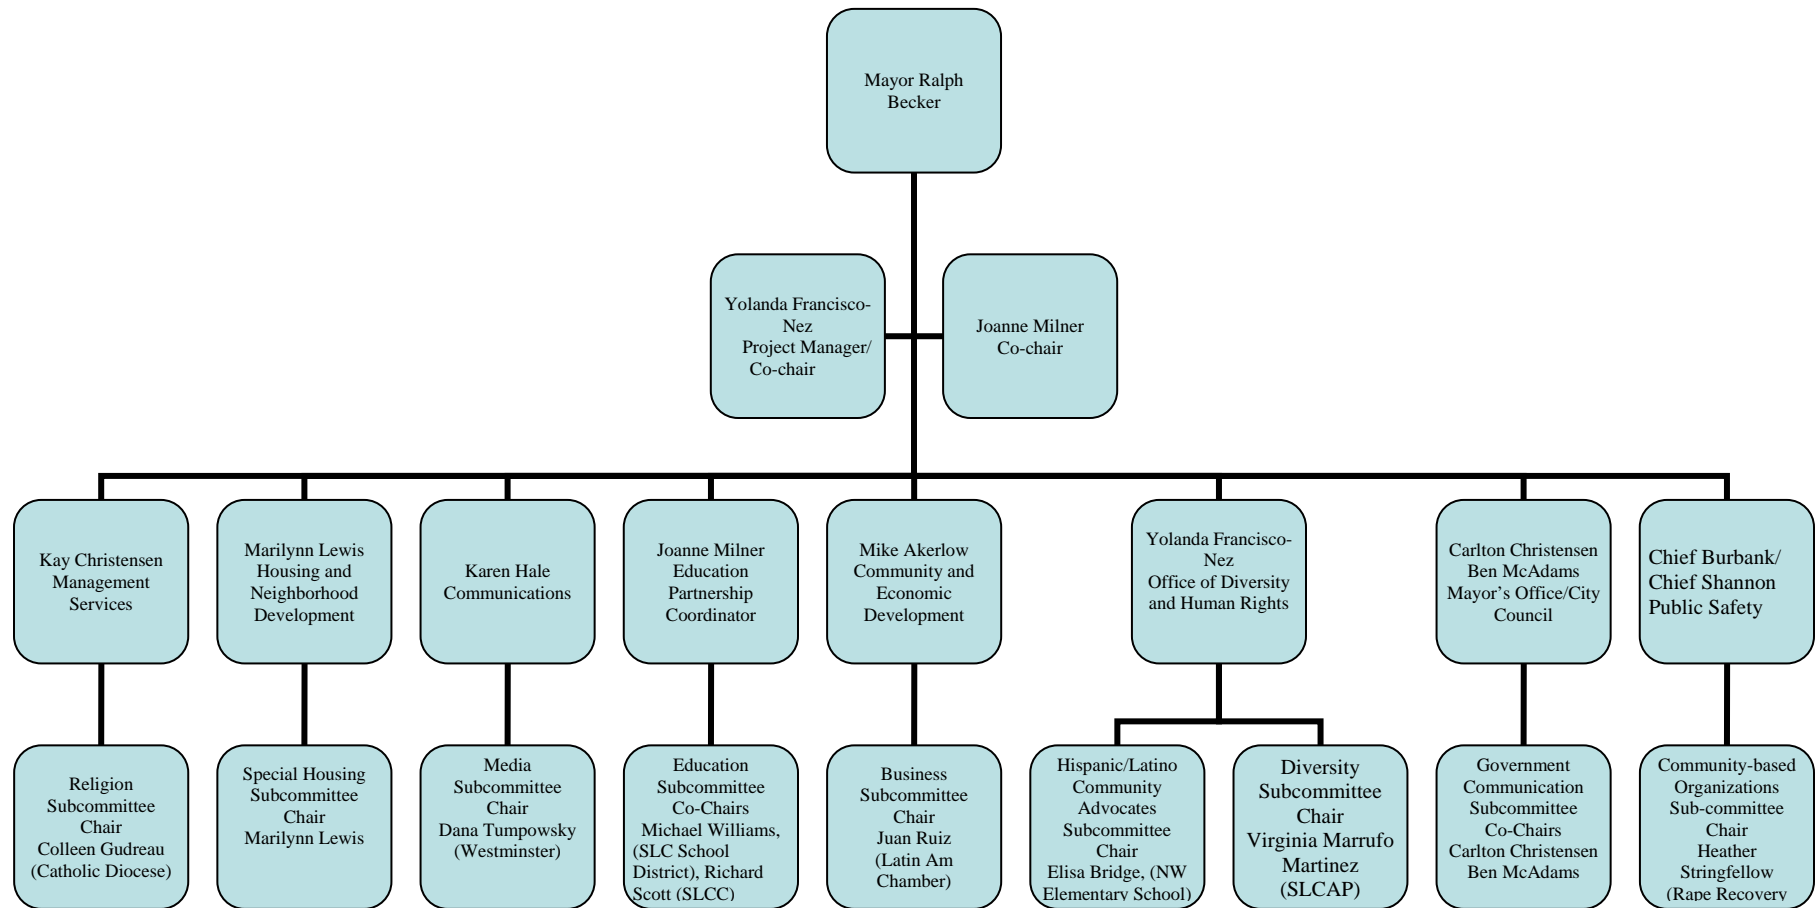 Mayor Ralph
Becker
Yolanda Francisco-
Nez
Project Manager/
Co-chair
Joanne Milner
Co-chair
Kay Christensen
Management
Services
Marilynn Lewis
Housing and
Neighborhood
Development
Karen Hale
Communications
Joanne Milner
Education
Partnership
Coordinator
Mike Akerlow
Community and
Economic
Development
Yolanda Francisco-
Nez
Office of Diversity
and Human Rights
Carlton Christensen
Ben McAdams
Mayor's Office/City
Council
Chief Burbank/
Chief Shannon
Public Safety
Religion
Subcommittee
Chair
Colleen Gudreau
(Catholic Diocese)
Special Housing
Subcommittee
Chair
Marilynn Lewis
Media
Subcommittee
Chair
Dana Tumpowsky
(Westminster)
Education
Subcommittee
Co-Chairs
Michael Williams,
(SLC School
District), Richard
Scott (SLCC)
Business
Subcommittee
Chair
Juan Ruiz
(Latin Am
Chamber)
Hispanic/Latino
Community
Advocates
Subcommittee
Chair
Elisa Bridge, (NW
Elementary School)
Diversity
Subcommittee
Chair
Virginia Marrufo
Martinez
(SLCAP)
Government
Communication
Subcommittee
Co-Chairs
Carlton Christensen
Ben McAdams
Community-based
Organizations
Sub-committee
Chair
Heather
Stringfellow
(Rape Recovery